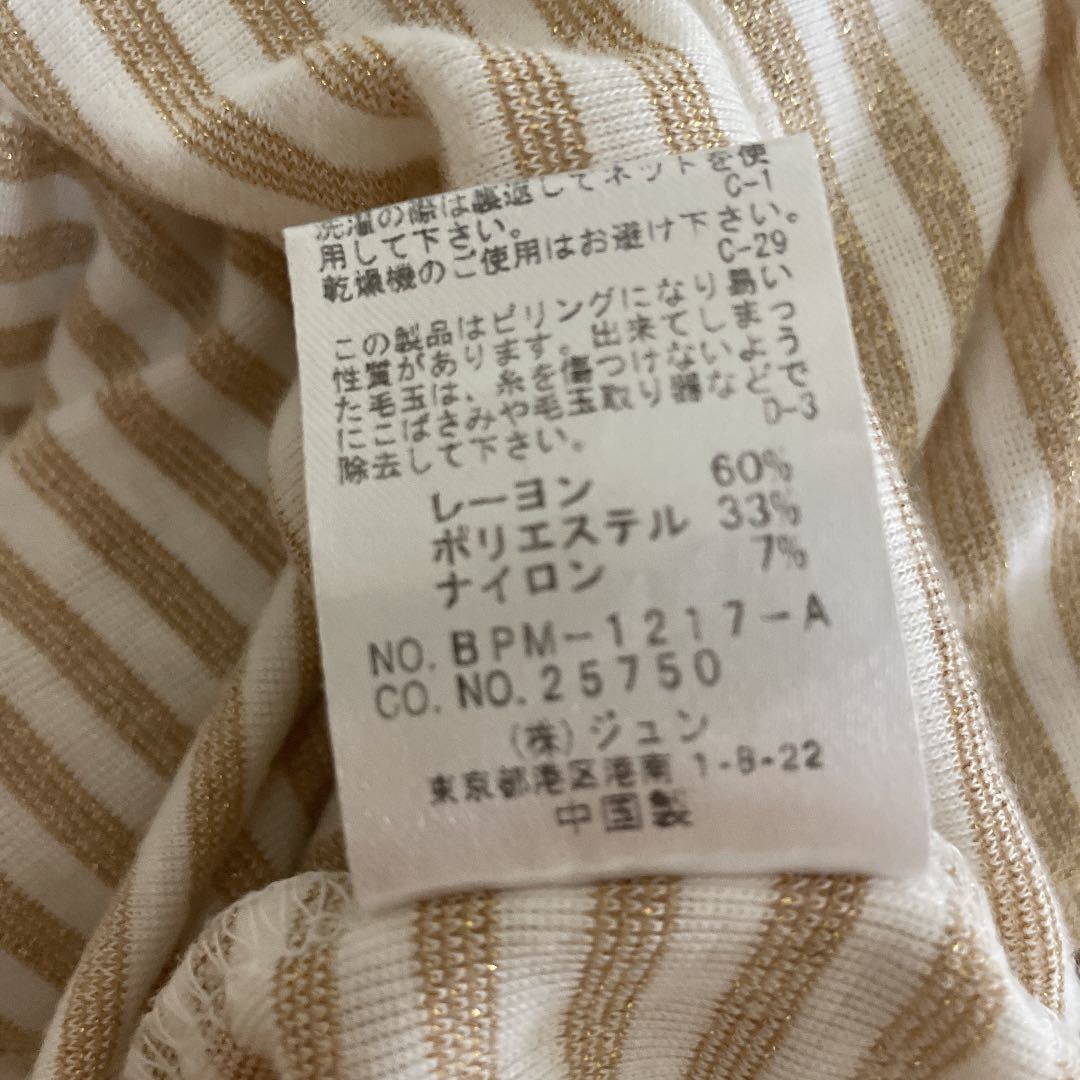 洗濯の際は裏返してネットを使
C-1
用して下さい。
乾燥機のご使用はお避け下さい。
C-29
この製品はピリングになり易い
性質があります。出来てしまっ
た毛玉は、糸を傷つけないよう
にこばさみや毛玉取り器などで
D-3
除去して下さい。
レーヨン 60%
ポリエステル 33%
ナイロン 7%
NO. BPM-1217-A
CO. NO. 25750
(株)ジュン
東京都港区港南 1-8-22
中国製